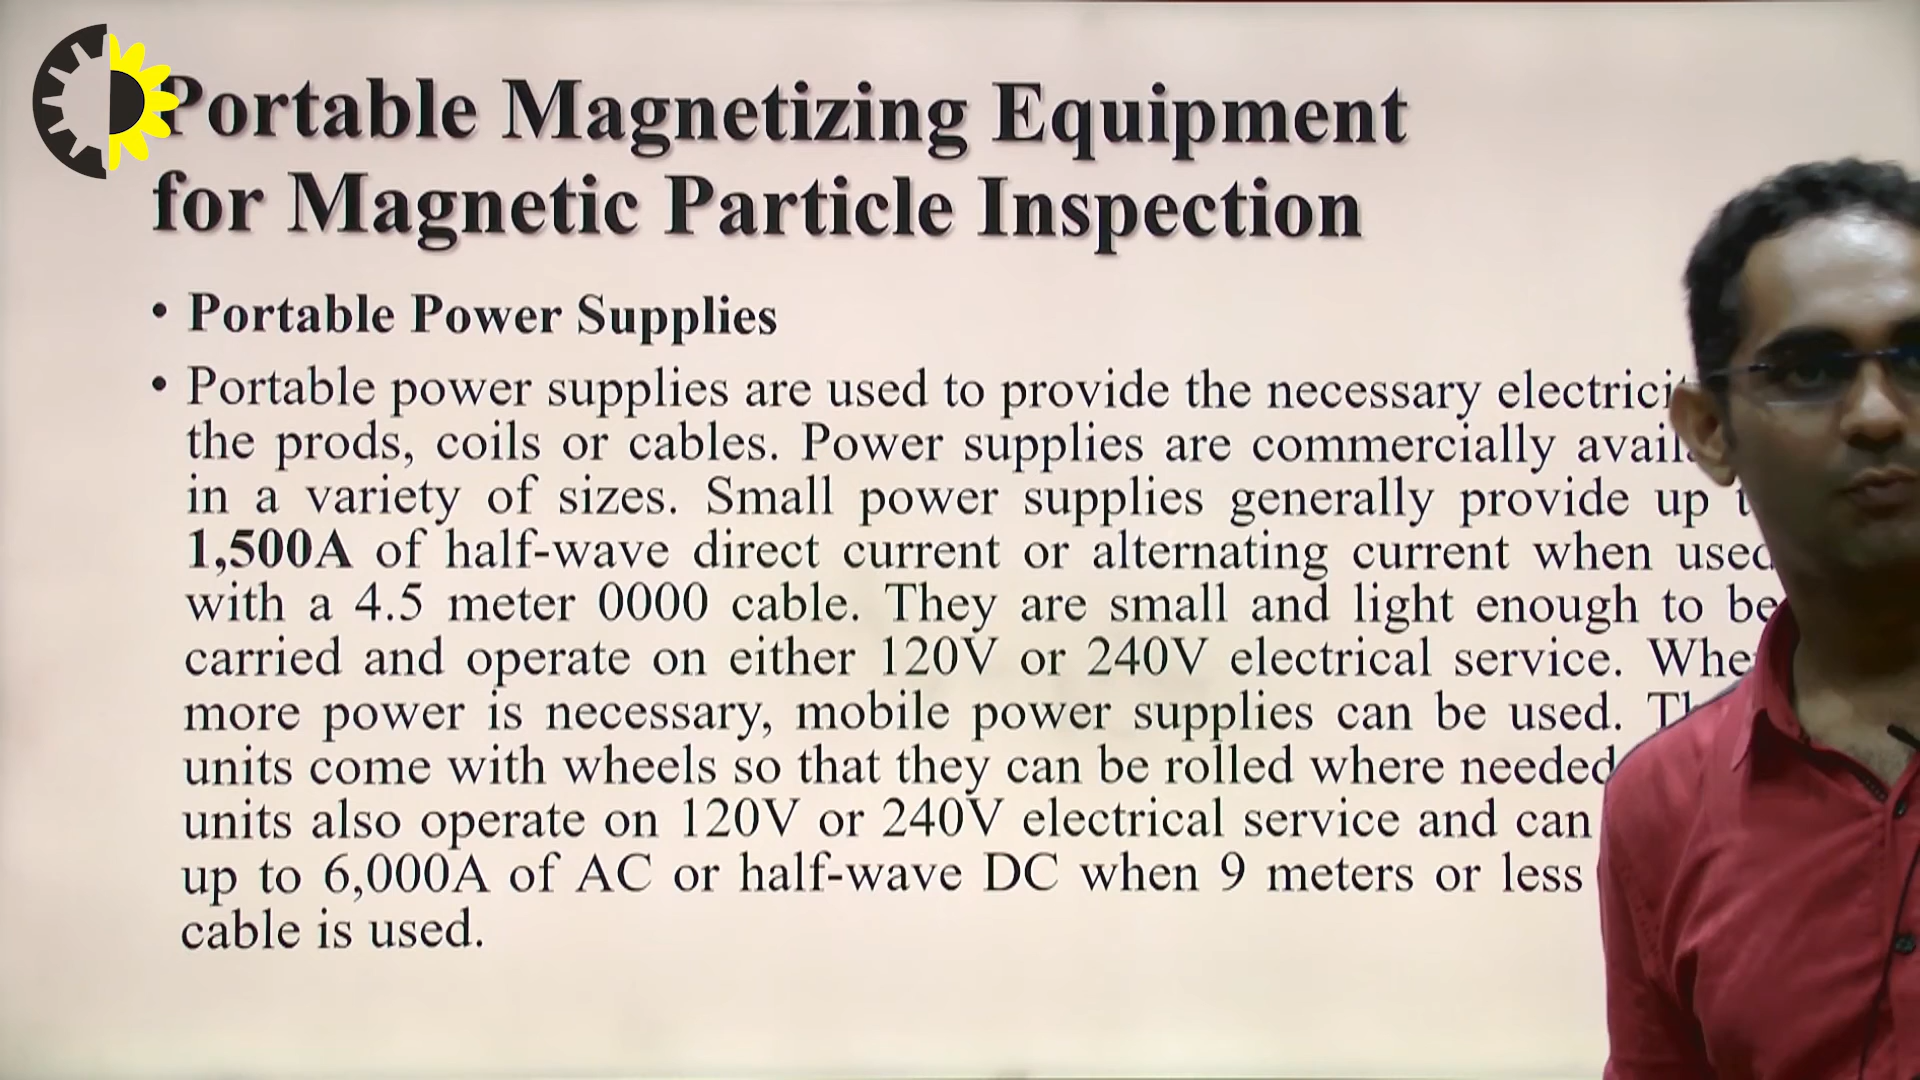 Portable Magnetizing Equipment
for Magnetic Particle Inspection
• Portable Power Supplies
• Portable power supplies are used to provide the necessary
the prods, coils or cables. Power supplies are commercially
in a variety of sizes. Small power supplies generally provide up
1,500A of half-wave direct current or alternating current when used
with a 4.5 meter 0000 cable. They are small and light enough to be
carried and operate on either 120V or 240V electrical service.
more power is necessary, mobile power supplies can be used.
units come with wheels so that they can be rolled where needed
units also operate on 120V or 240V electrical service and can
up to 6,000A of AC or half-wave DC when 9 meters or less
cable is used.